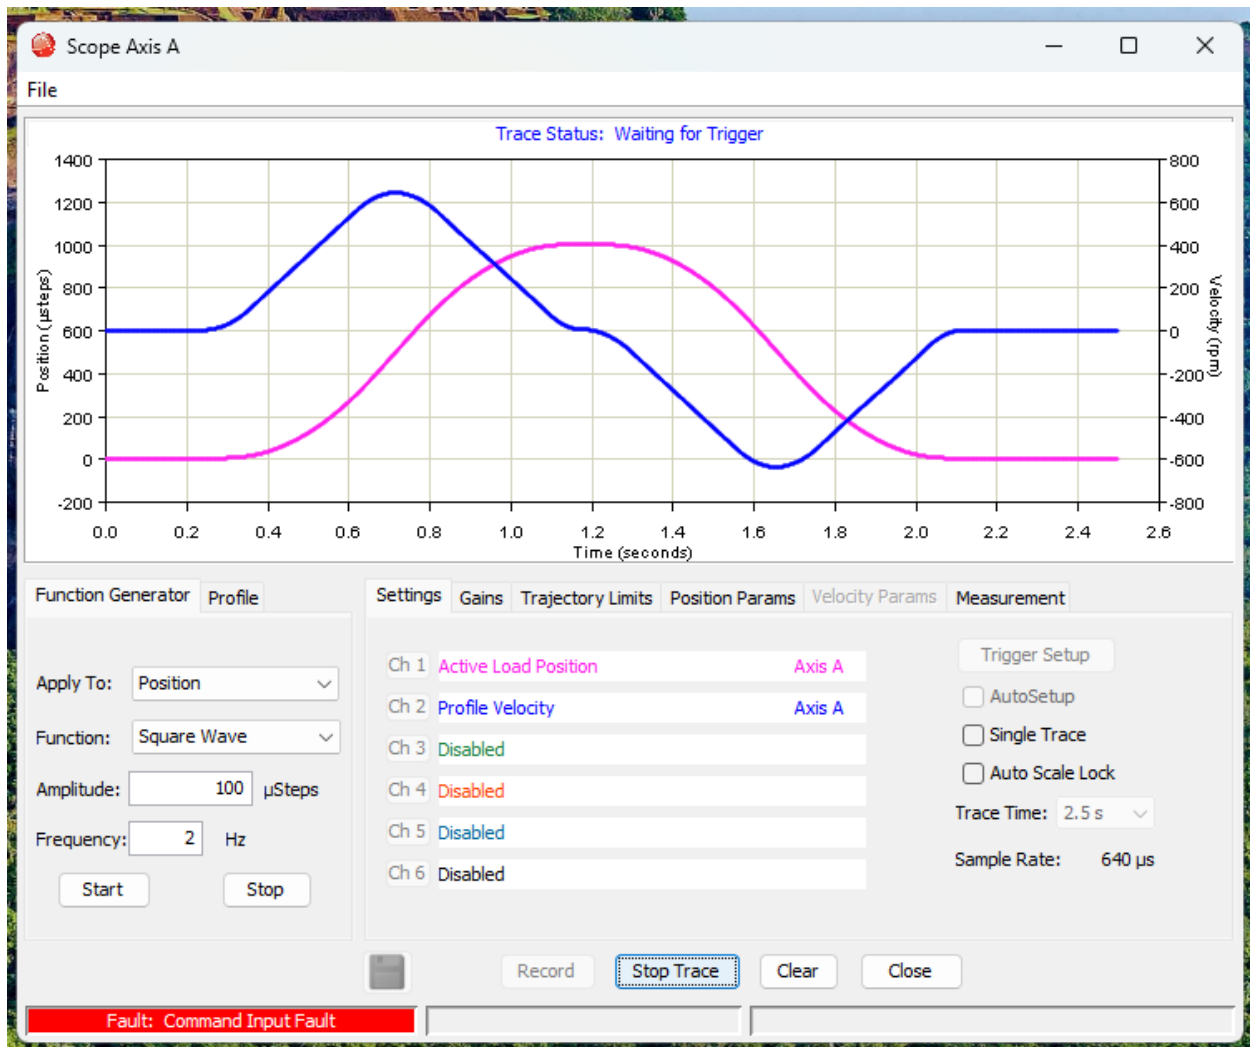 Scope Axis A
File
Trace Status: Waiting for Trigger
1400
1200
1000
800
600
400
200
0
-200
Position (µsteps)
800
600
400
200
0
-200
-400
-600
-800
Velocity (rpm)
0.0 0.2 0.4 0.6 0.8 1.0 1.2 1.4 1.6 1.8 2.0 2.2 2.4 2.6
Time (seconds)
Function Generator Profile
Apply To: Position
Function: Square Wave
Amplitude: 100 µSteps
Frequency: 2 Hz
Start Stop
Settings Gains Trajectory Limits Position Params Velocity Params Measurement
Ch 1 Active Load Position Axis A
Ch 2 Profile Velocity Axis A
Ch 3 Disabled
Ch 4 Disabled
Ch 5 Disabled
Ch 6 Disabled
Trigger Setup
AutoSetup
Single Trace
Auto Scale Lock
Trace Time: 2.5 s
Sample Rate: 640 µs
Record Stop Trace Clear Close
Fault: Command Input Fault